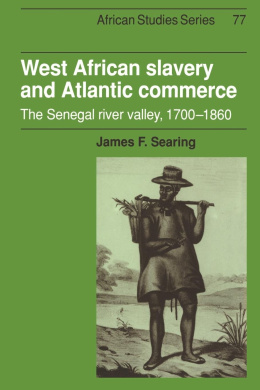 African Studies Series 77
West African slavery
and Atlantic commerce
The Senegal river valley, 1700–1860
James F. Searing